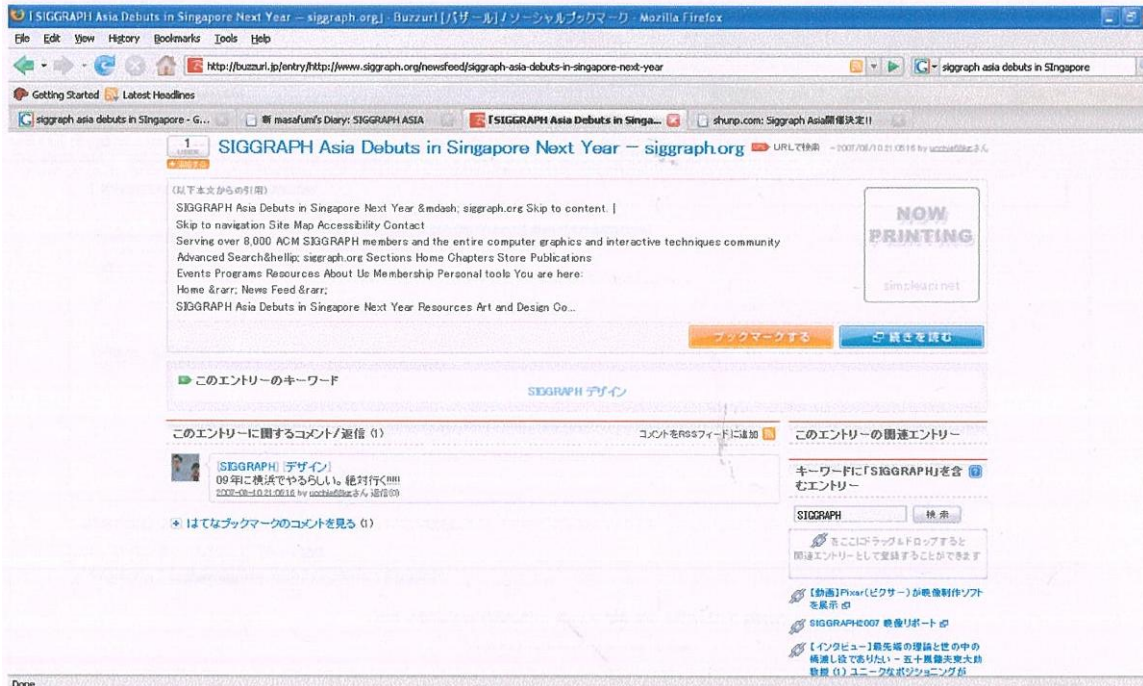 「SIGGRAPH Asia Debuts in Singapore Next Year — siggraph.org」 - Buzzurl [バザール] / ソーシャルブックマーク - Mozilla Firefox
File Edit View History Bookmarks Tools Help
http://buzzurl.jp/entry/http://www.siggraph.org/newsfeed/siggraph-asia-debuts-in-singapore-next-year
siggraph asia debuts in SIngapore
Getting Started Latest Headlines
siggraph asia debuts in SIngapore - G...
新 masafumi's Diary: SIGGRAPH ASIA
「SIGGRAPH Asia Debuts in Singa...
shunp.com: Siggraph Asia開催決定!!
1
USER
SIGGRAPH Asia Debuts in Singapore Next Year — siggraph.org
URLで検索
(以下本文からの引用)
SIGGRAPH Asia Debuts in Singapore Next Year &mdash; siggraph.org Skip to content. |
Skip to navigation Site Map Accessibility Contact
Serving over 8,000 ACM SIGGRAPH members and the entire computer graphics and interactive techniques community
Advanced Search&hellip; siggraph.org Sections Home Chapters Store Publications
Events Programs Resources About Us Membership Personal tools You are here:
Home &rarr; News Feed &rarr;
SIGGRAPH Asia Debuts in Singapore Next Year Resources Art and Design Co...
NOW
PRINTING
ブックマークする
続きを読む
このエントリーのキーワード
SIGGRAPH デザイン
このエントリーに関するコメント/返信 (1)
コメントをRSSフィードに追加
[SIGGRAPH] [デザイン]
09年に横浜でやるらしい。絶対行く!!!!!
はてなブックマークのコメントを見る (1)
このエントリーの関連エントリー
キーワードに「SIGGRAPH」を含
むエントリー
SIGGRAPH
検索
をここにドラッグ&ドロップすると
関連エントリーとして登録することができます
【動画】Pixar(ピクサー)が映像制作ソフト
を展示
SIGGRAPH2007 映像リポート
【インタビュー】最先端の理論と世の中の
橋渡し役でありたい - 五十嵐健夫東大助
教授 (1) ユニークなポジショニングが
Done